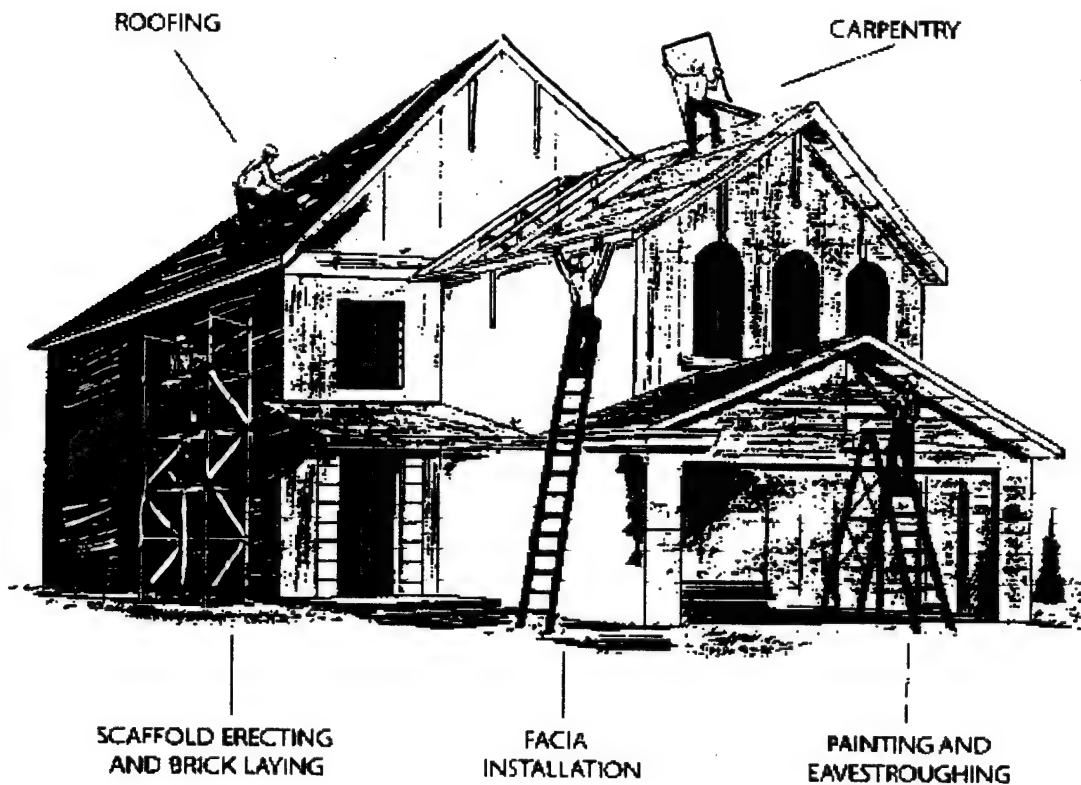 ROOFING
CARPENTRY
SCAFFOLD ERECTING
AND BRICK LAYING
FACIA
INSTALLATION
PAINTING AND
EAVESTROUGHING